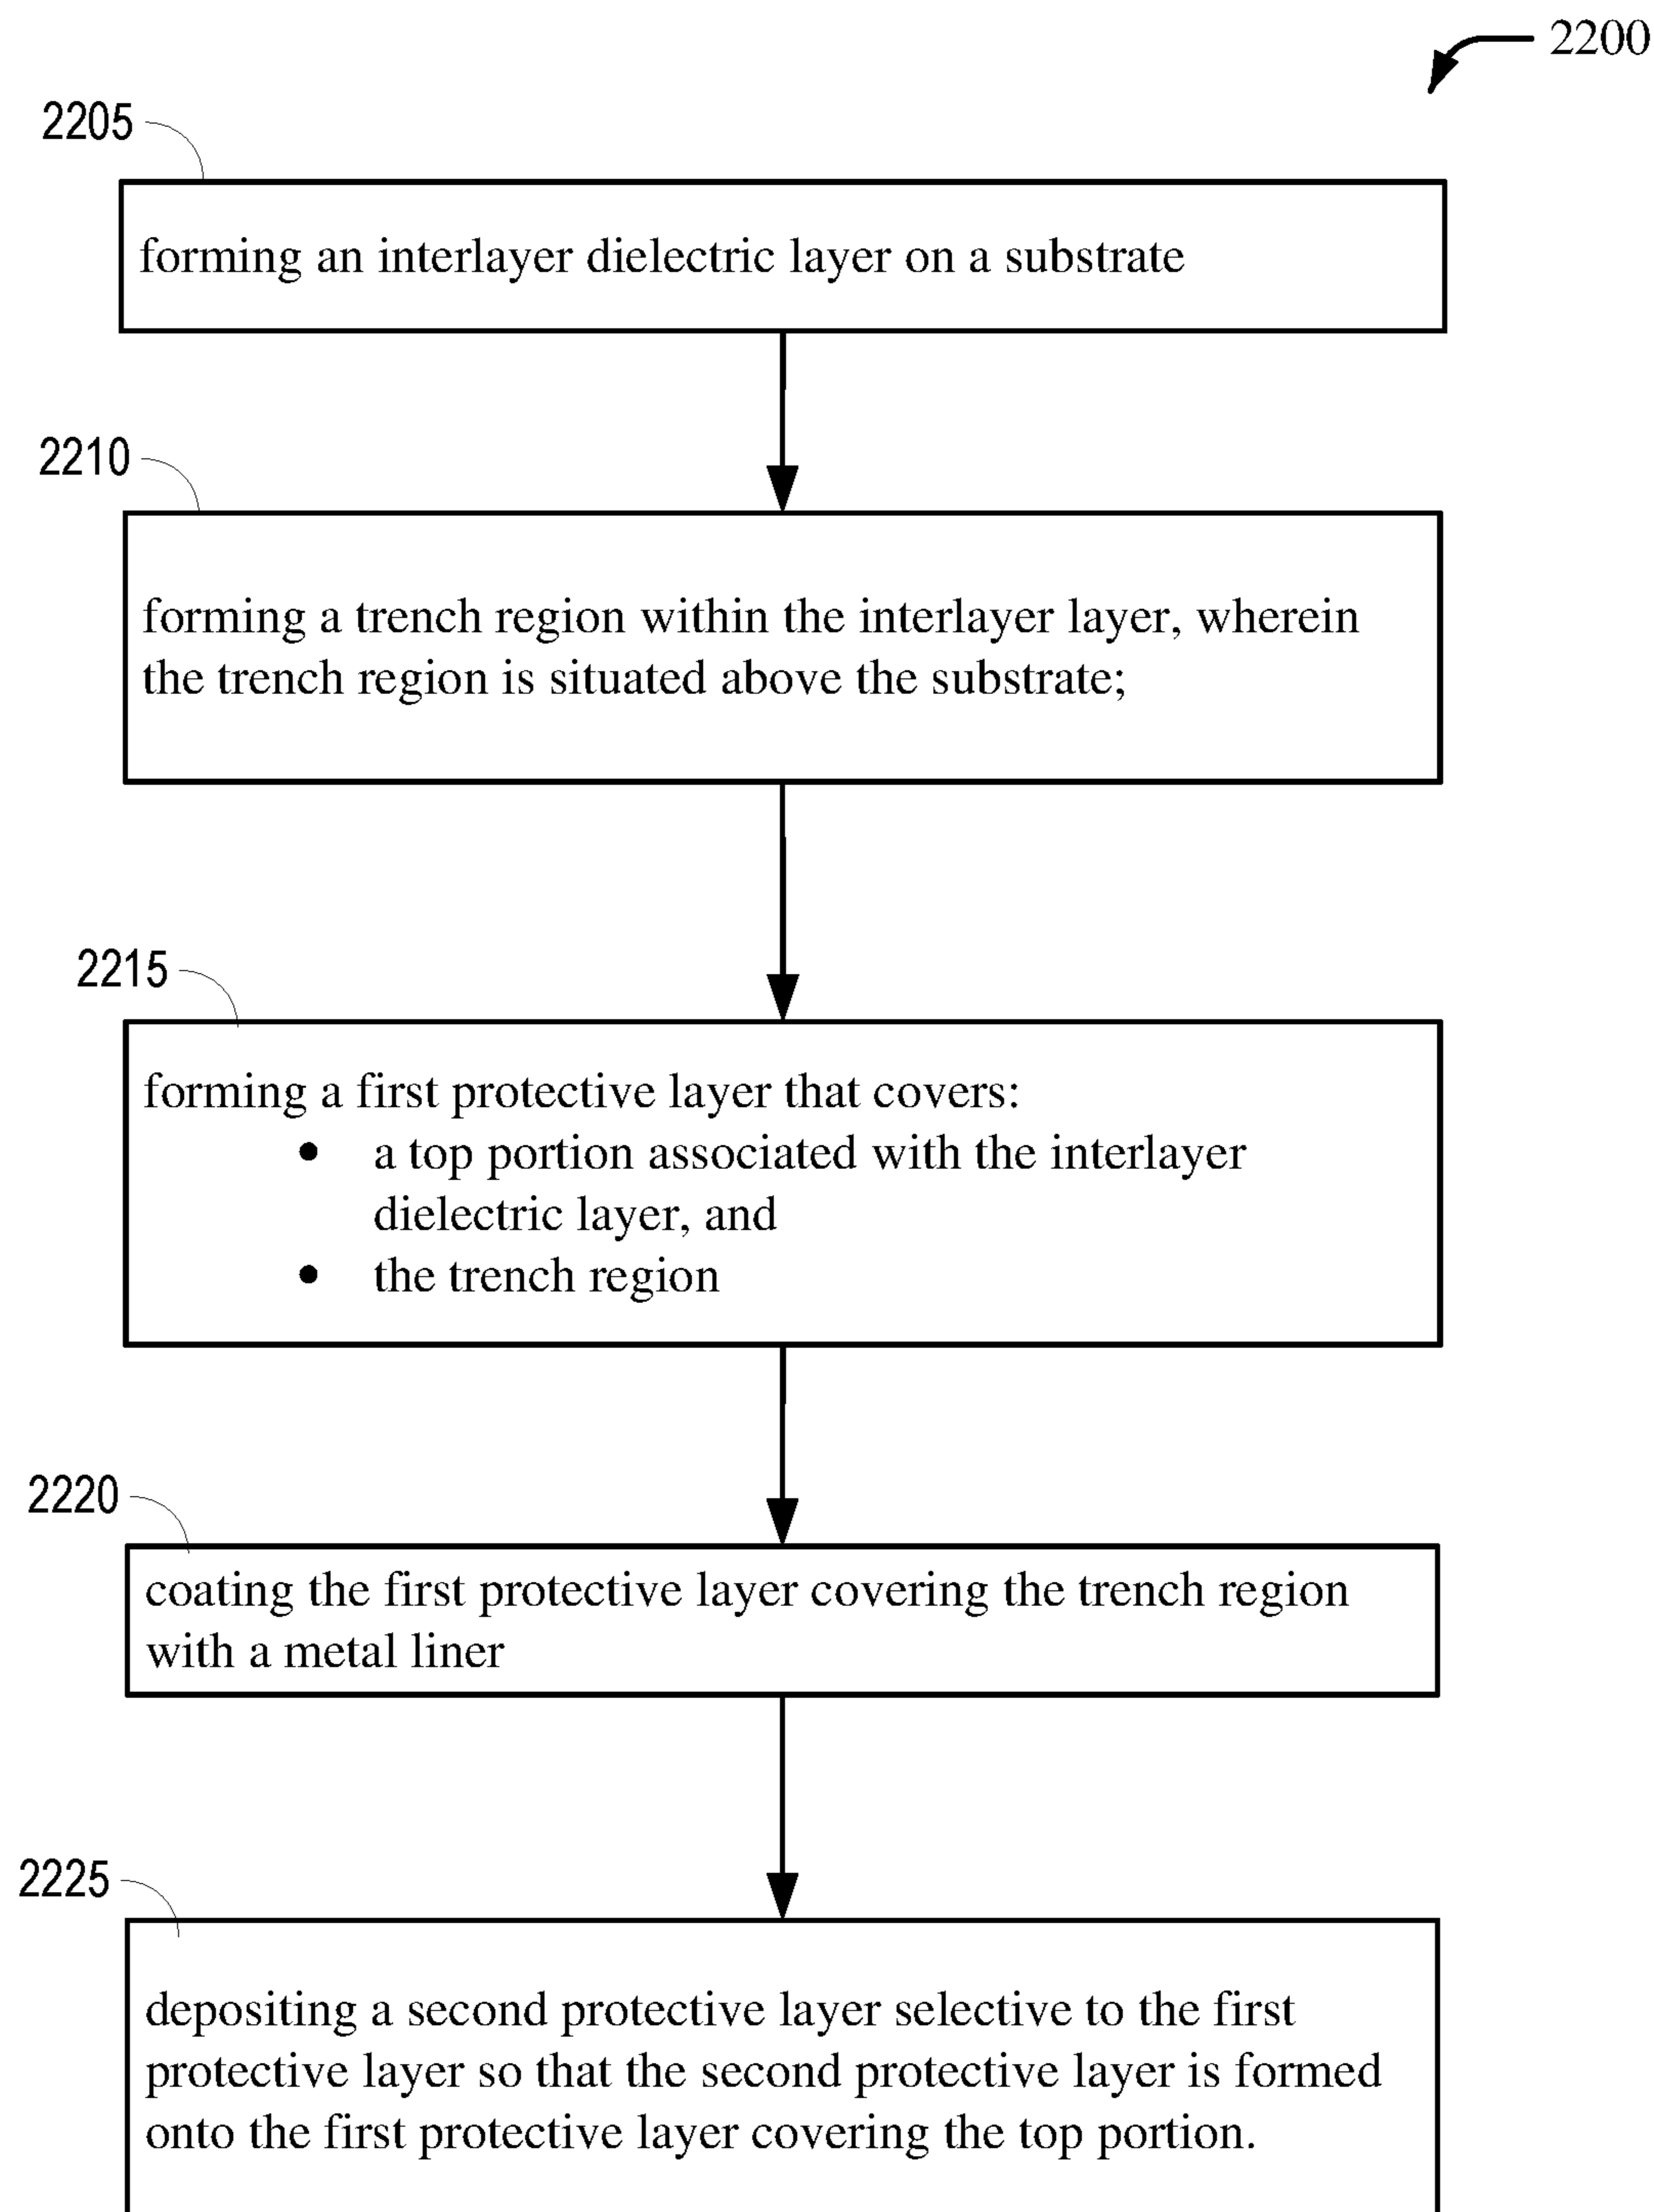 2200
2205
forming an interlayer dielectric layer on a substrate
2210
forming a trench region within the interlayer layer, wherein
the trench region is situated above the substrate;
2215
forming a first protective layer that covers:
● a top portion associated with the interlayer
dielectric layer, and
● the trench region
2220
coating the first protective layer covering the trench region
with a metal liner
2225
depositing a second protective layer selective to the first
protective layer so that the second protective layer is formed
onto the first protective layer covering the top portion.